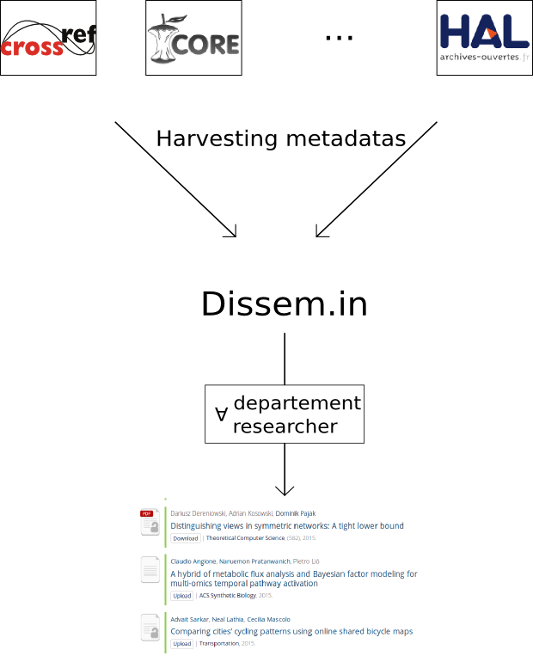 crossref
CORE
...
HAL
archives-ouvertes.fr
Harvesting metadatas
Dissem.in
∀ departement
researcher
PDF
Dariusz Dereniowski, Adrian Kosowski, Dominik Pajak
Distinguishing views in symmetric networks: A tight lower bound
Download | Theoretical Computer Science (582), 2015.
Claudio Angione, Naruemon Pratanwanich, Pietro Lió
A hybrid of metabolic flux analysis and Bayesian factor modeling for
multi-omics temporal pathway activation
Upload | ACS Synthetic Biology, 2015.
Advait Sarkar, Neal Lathia, Cecilia Mascolo
Comparing cities' cycling patterns using online shared bicycle maps
Upload | Transportation, 2015.